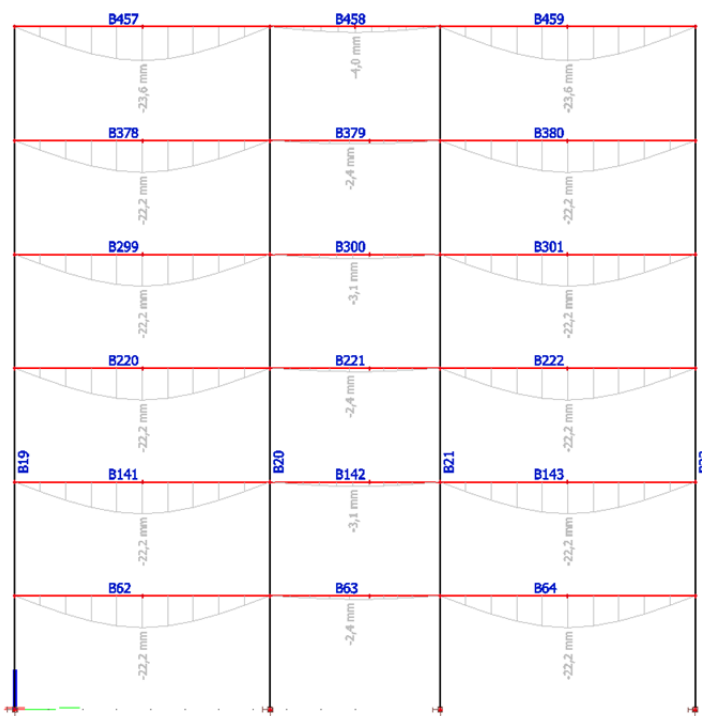 B457 B458 B459
-23,6 mm -4,0 mm -23,6 mm
B378 B379 B380
-22,2 mm -2,4 mm -22,2 mm
B299 B300 B301
-22,2 mm -3,1 mm -22,2 mm
B220 B221 B222
-22,2 mm -2,4 mm -22,2 mm
B19 B20 B21
B141 B142 B143
-22,2 mm -3,1 mm -22,2 mm
B62 B63 B64
-22,2 mm -2,4 mm -22,2 mm